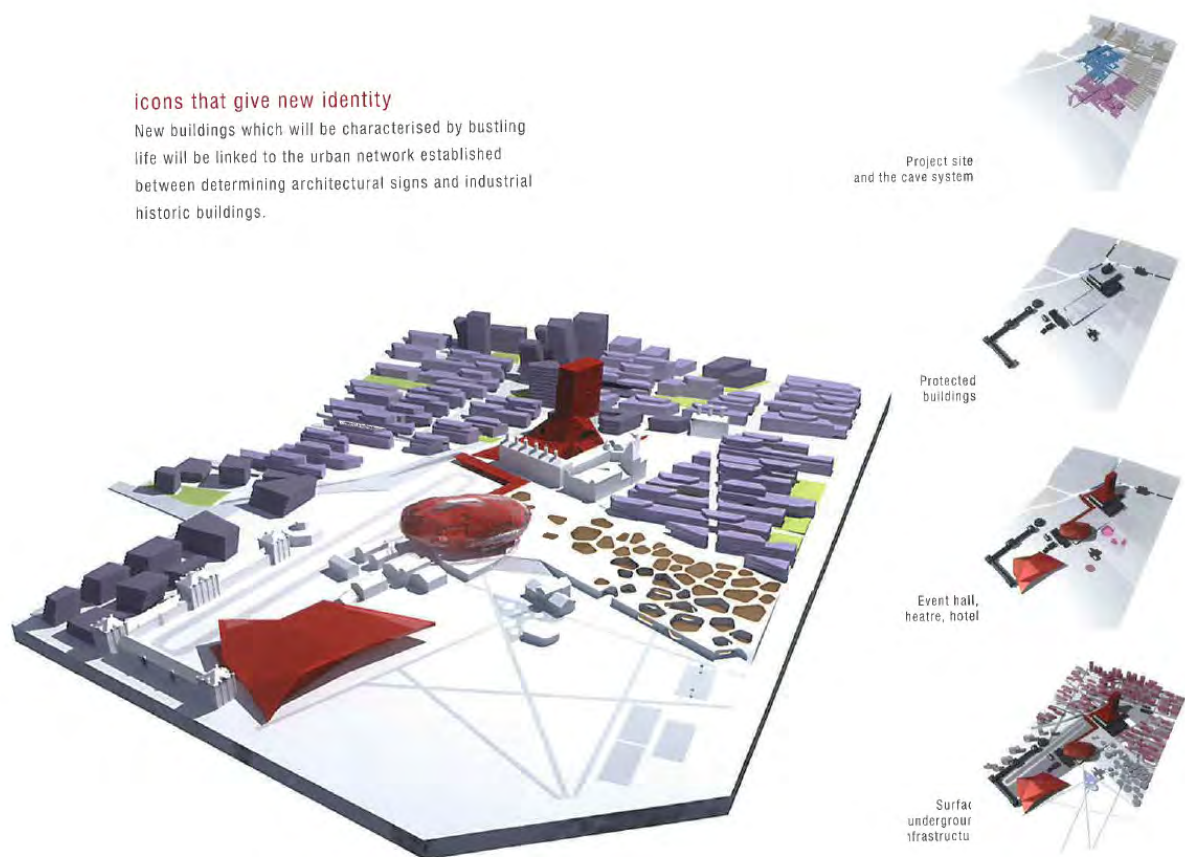 icons that give new identity
New buildings which will be characterised by bustling
life will be linked to the urban network established
between determining architectural signs and industrial
historic buildings.
Project site
and the cave system
Protected
buildings
Event hall,
heatre, hotel
Surfac
undergrour
nfrastructu